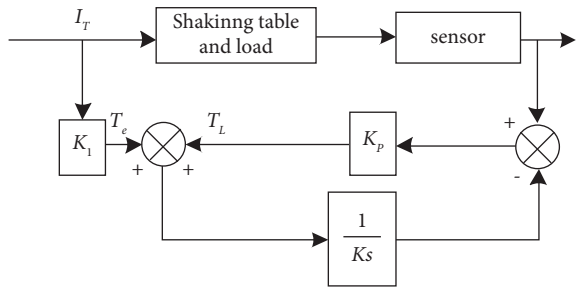 I_T
Shakinng table
and load
sensor
K_1
T_e
T_L
K_P
+
+
+
-
1
Ks